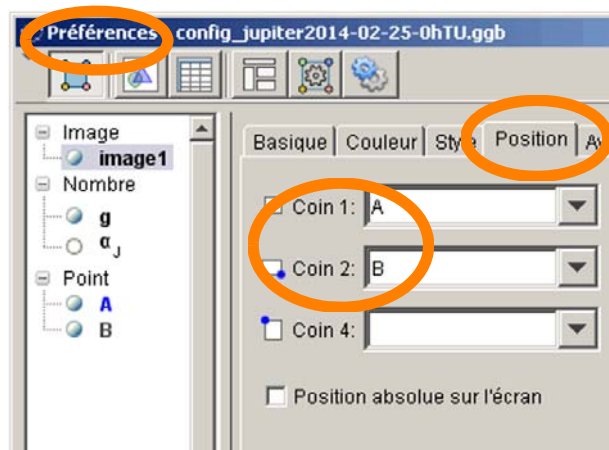 Préférences config_jupiter2014-02-25-0hTU.ggb
Image
image1
Nombre
g
αJ
Point
A
B
Basique Couleur Style Position
Coin 1: A
Coin 2: B
Coin 4:
Position absolue sur l'écran